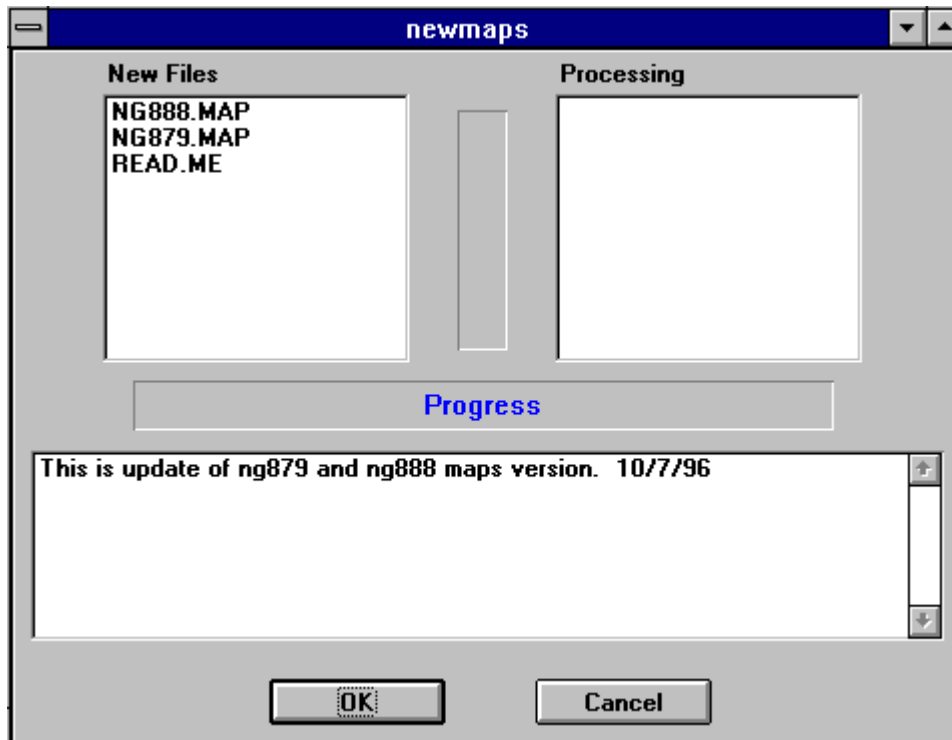 newmaps
New Files
Processing
NG888.MAP
NG879.MAP
READ.ME
Progress
This is update of ng879 and ng888 maps version.  10/7/96
OK
Cancel